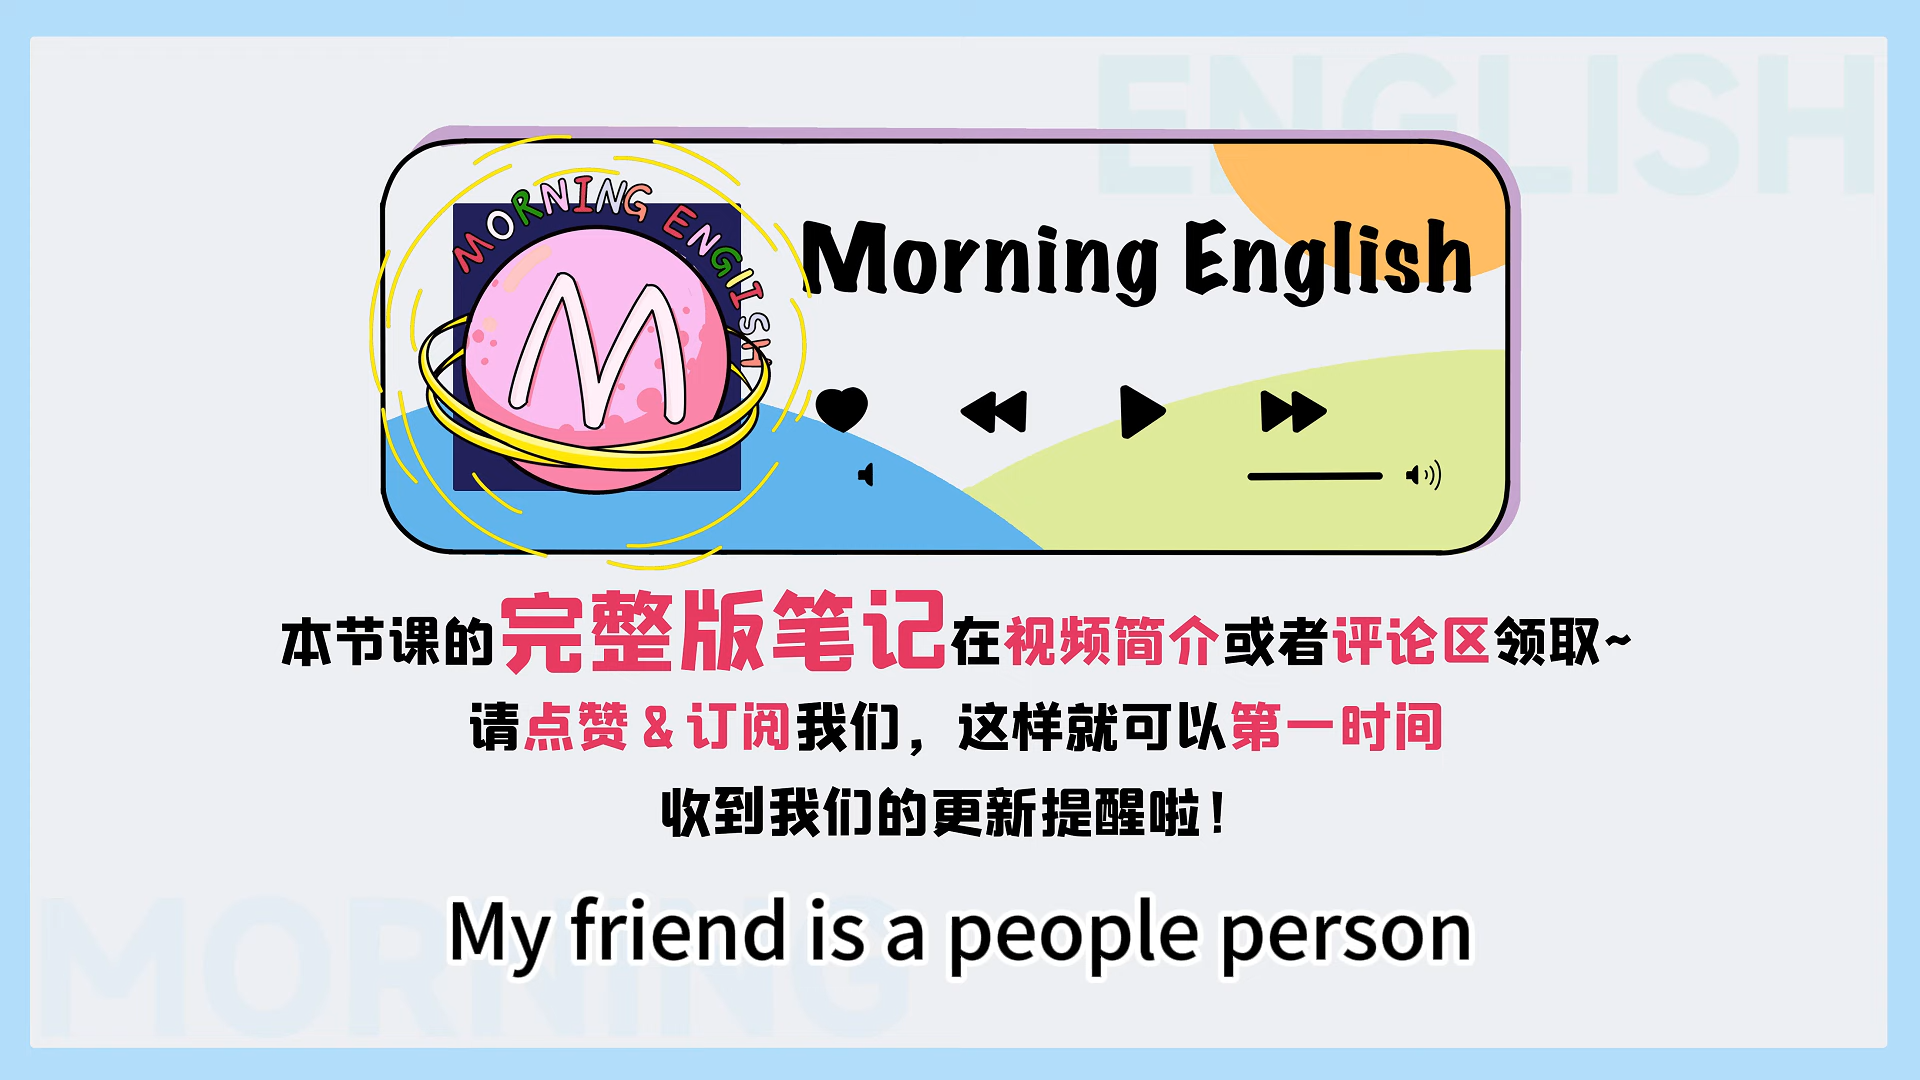 ENGLISH
MORNING ENGLISH
M
Morning English
本节课的完整版笔记在视频简介或者评论区领取~
请点赞&订阅我们，这样就可以第一时间
收到我们的更新提醒啦！
MORNING
My friend is a people person